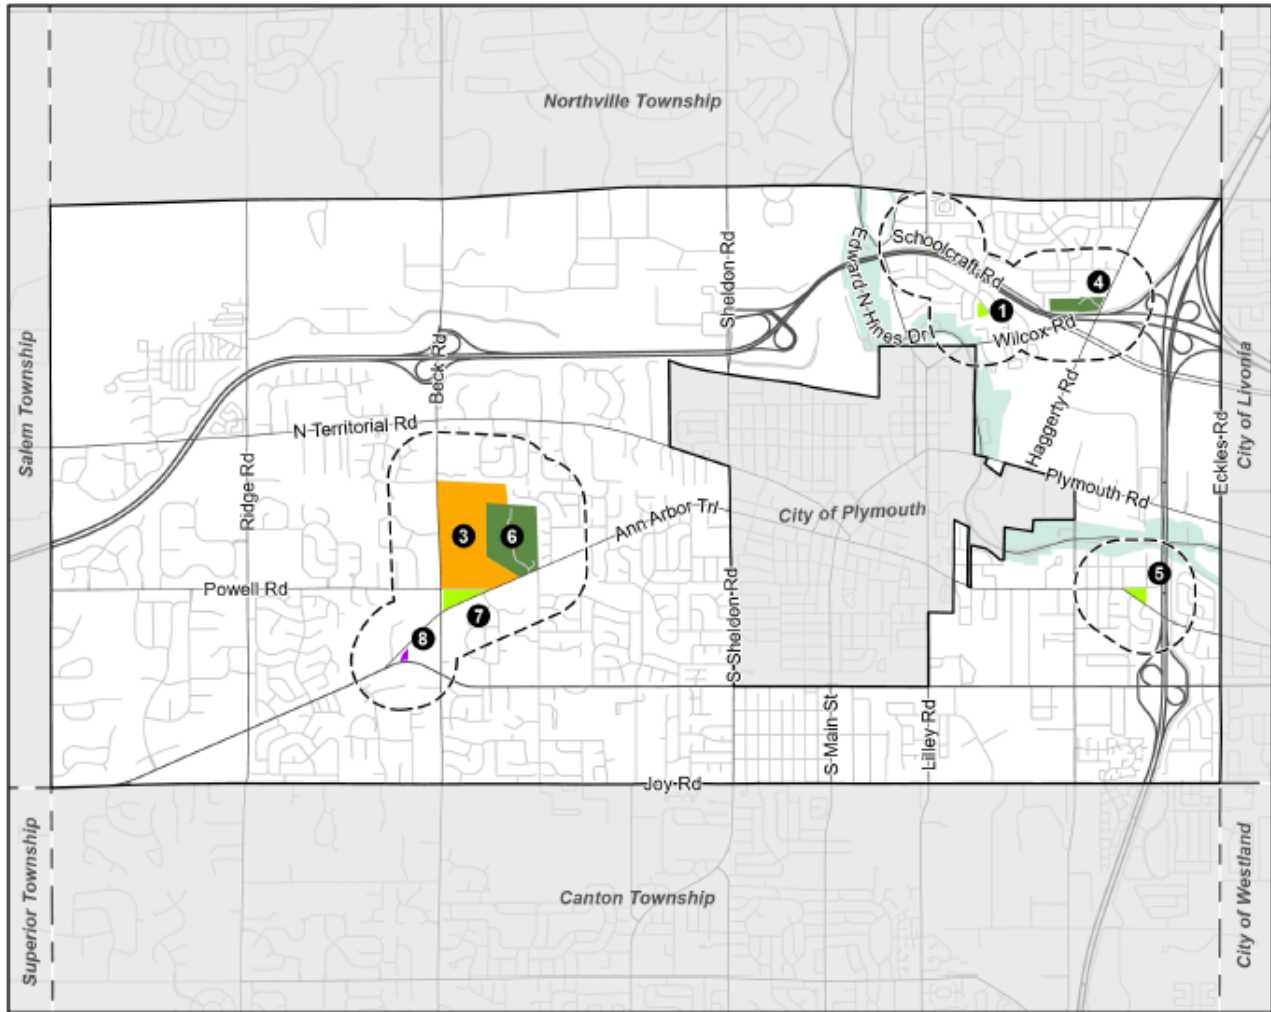 Northville Township
Sheldon Rd
Edward N Hines Dr
Schoolcraft Rd
4
1
Wilcox Rd
Salem Township
Beck Rd
City of Livonia
Haggerty Rd
Eckles Rd
N Territorial Rd
Ridge Rd
Plymouth Rd
Ann Arbor Trl
City of Plymouth
3
6
5
Powell Rd
7
8
S Sheldon Rd
S Main St
Lilley Rd
Joy Rd
Superior Township
Canton Township
City of Westland